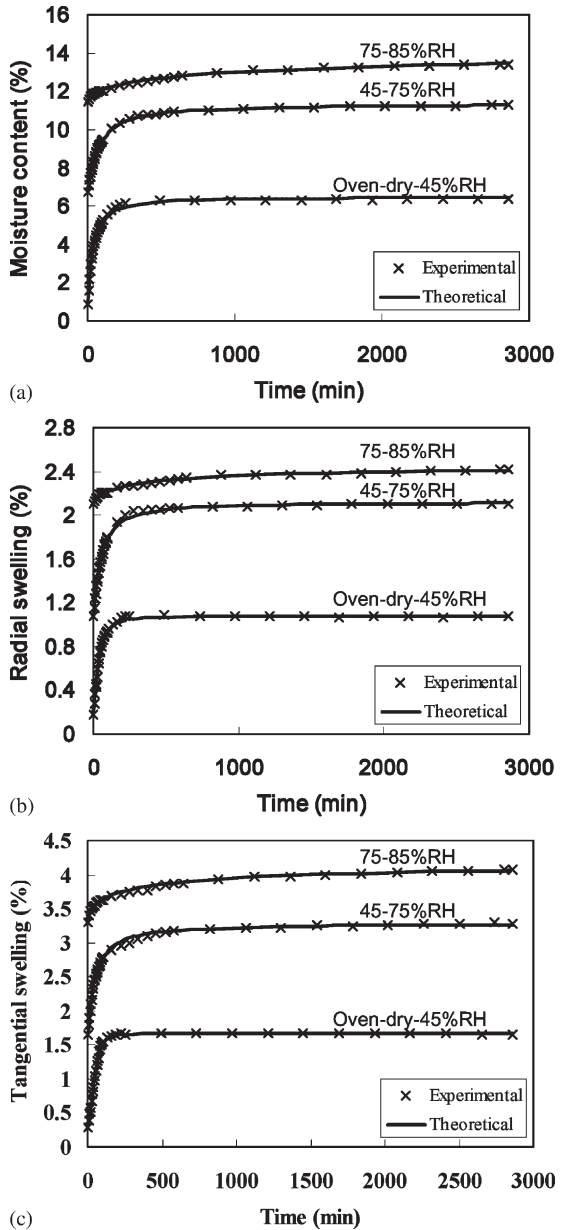 16
14
12
10
8
6
4
2
0
Moisture content (%)
75-85%RH
45-75%RH
Oven-dry-45%RH
Experimental
Theoretical
0 1000 2000 3000
Time (min)
(a)
2.8
2.4
2
1.6
1.2
0.8
0.4
0
Radial swelling (%)
75-85%RH
45-75%RH
Oven-dry-45%RH
Experimental
Theoretical
0 1000 2000 3000
Time (min)
(b)
4.5
4
3.5
3
2.5
2
1.5
1
0.5
0
Tangential swelling (%)
75-85%RH
45-75%RH
Oven-dry-45%RH
Experimental
Theoretical
0 500 1000 1500 2000 2500 3000
Time (min)
(c)